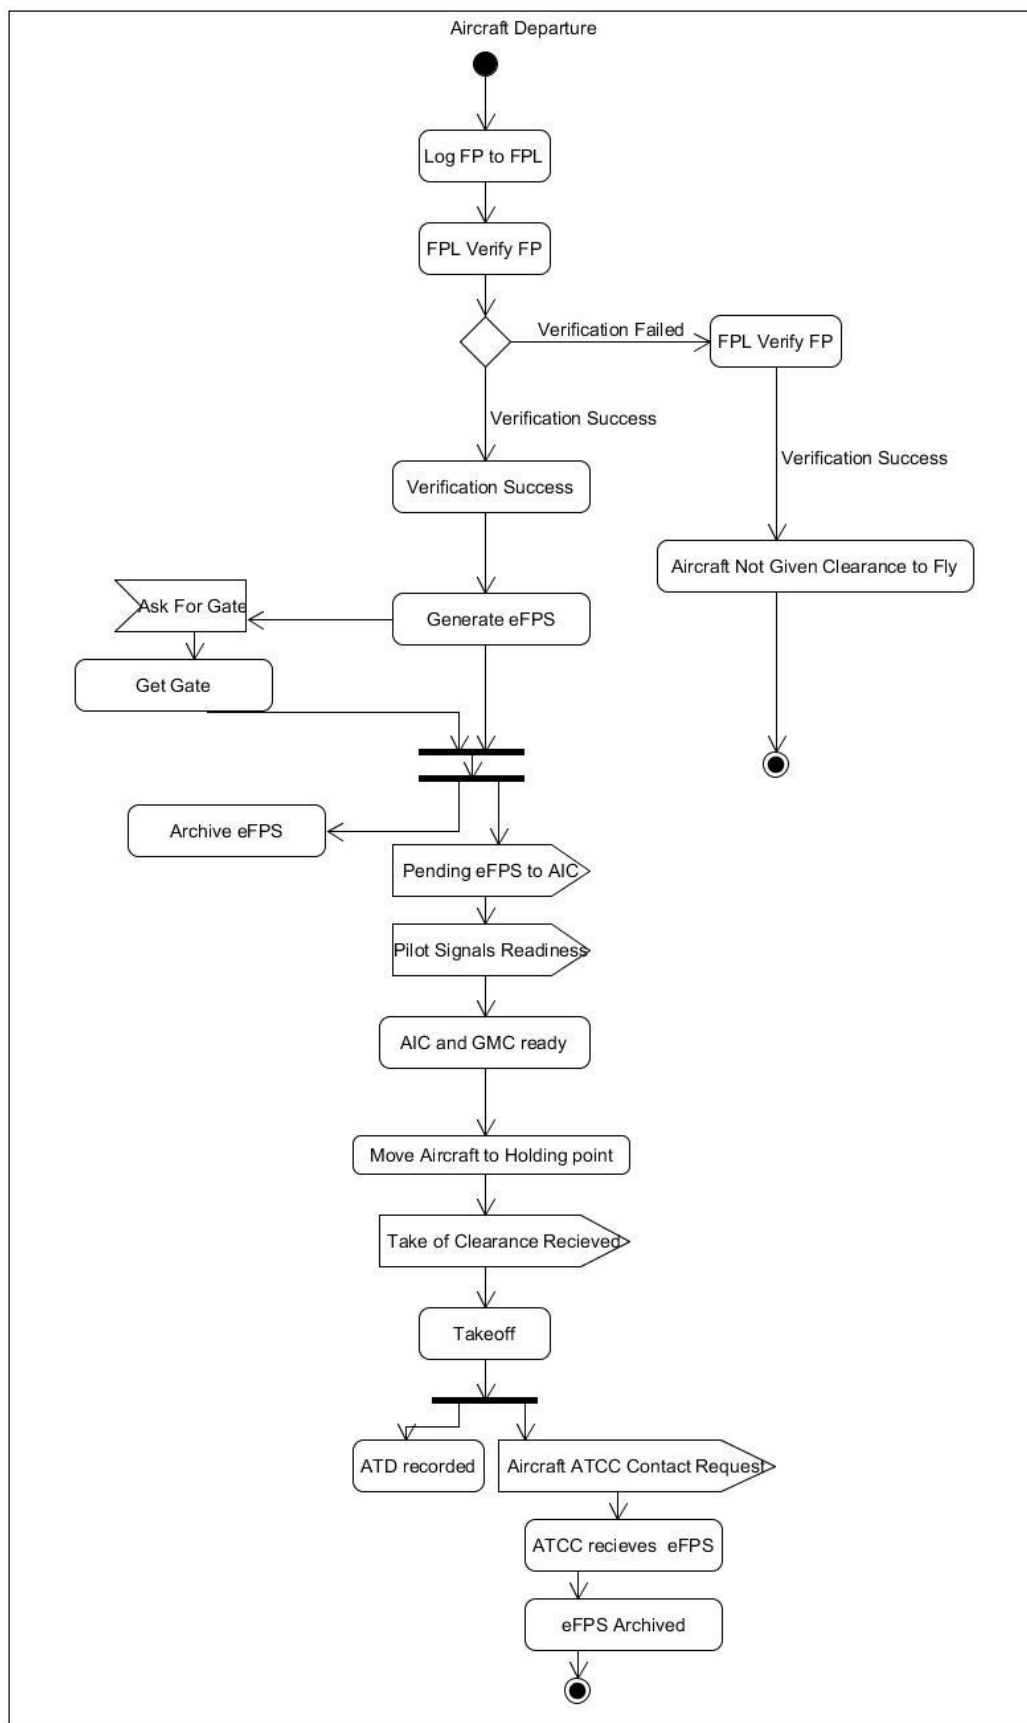 Aircraft Departure
Log FP to FPL
FPL Verify FP
Verification Failed
FPL Verify FP
Verification Success
Verification Success
Verification Success
Aircraft Not Given Clearance to Fly
Ask For Gate
Generate eFPS
Get Gate
Archive eFPS
Pending eFPS to AIC
Pilot Signals Readiness
AIC and GMC ready
Move Aircraft to Holding point
Take of Clearance Recieved
Takeoff
ATD recorded
Aircraft ATCC Contact Request
ATCC recieves eFPS
eFPS Archived